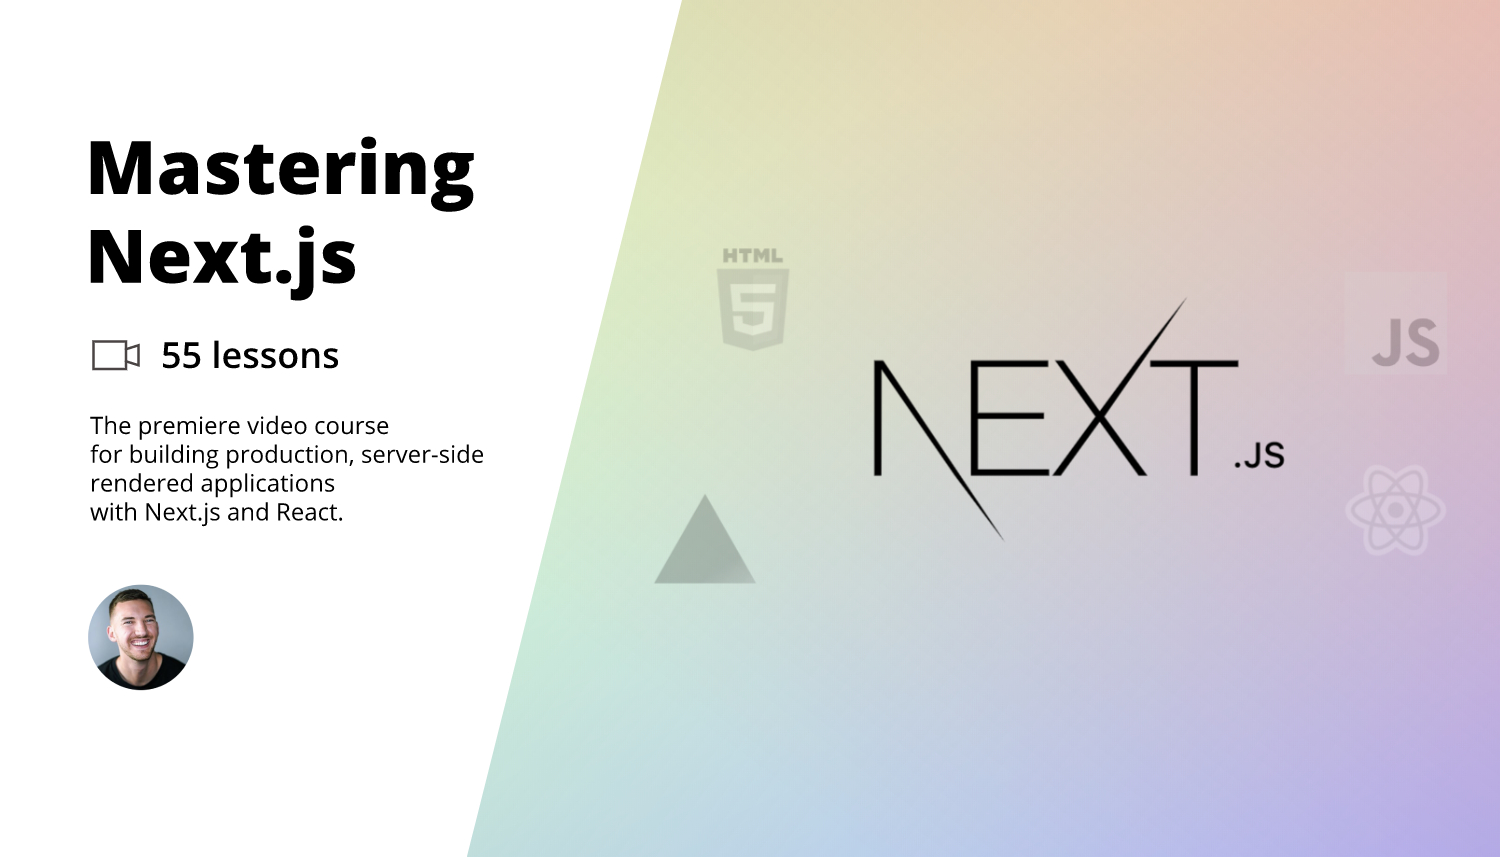 Mastering
Next.js
55 lessons
The premiere video course
for building production, server-side
rendered applications
with Next.js and React.
HTML
5
NEXT.JS
JS